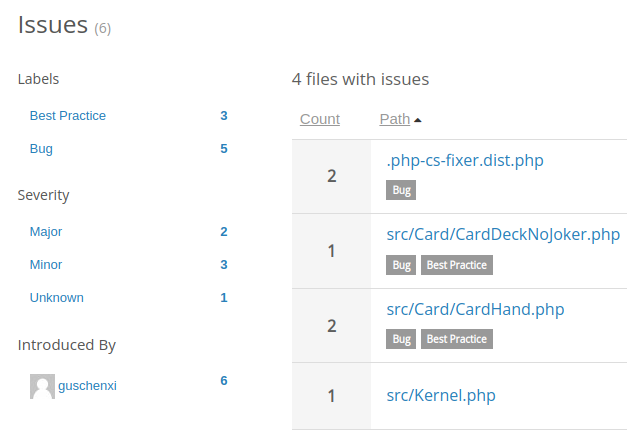 Issues (6)
Labels
Best Practice 3
Bug 5
Severity
Major 2
Minor 3
Unknown 1
Introduced By
guschenxi 6
4 files with issues
Count Path
2 .php-cs-fixer.dist.php
Bug
1 src/Card/CardDeckNoJoker.php
Bug Best Practice
2 src/Card/CardHand.php
Bug Best Practice
1 src/Kernel.php